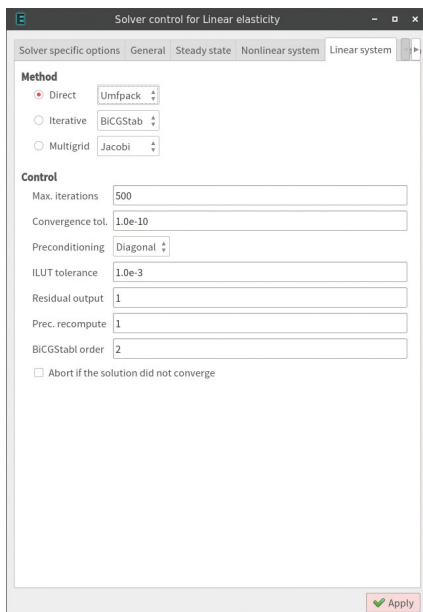 Solver control for Linear elasticity
Solver specific options General Steady state Nonlinear system Linear system
Method
Direct Umfpack
Iterative BiCGStab
Multigrid Jacobi
Control
Max. iterations 500
Convergence tol. 1.0e-10
Preconditioning Diagonal
ILUT tolerance 1.0e-3
Residual output 1
Prec. recompute 1
BiCGStabl order 2
Abort if the solution did not converge
Apply